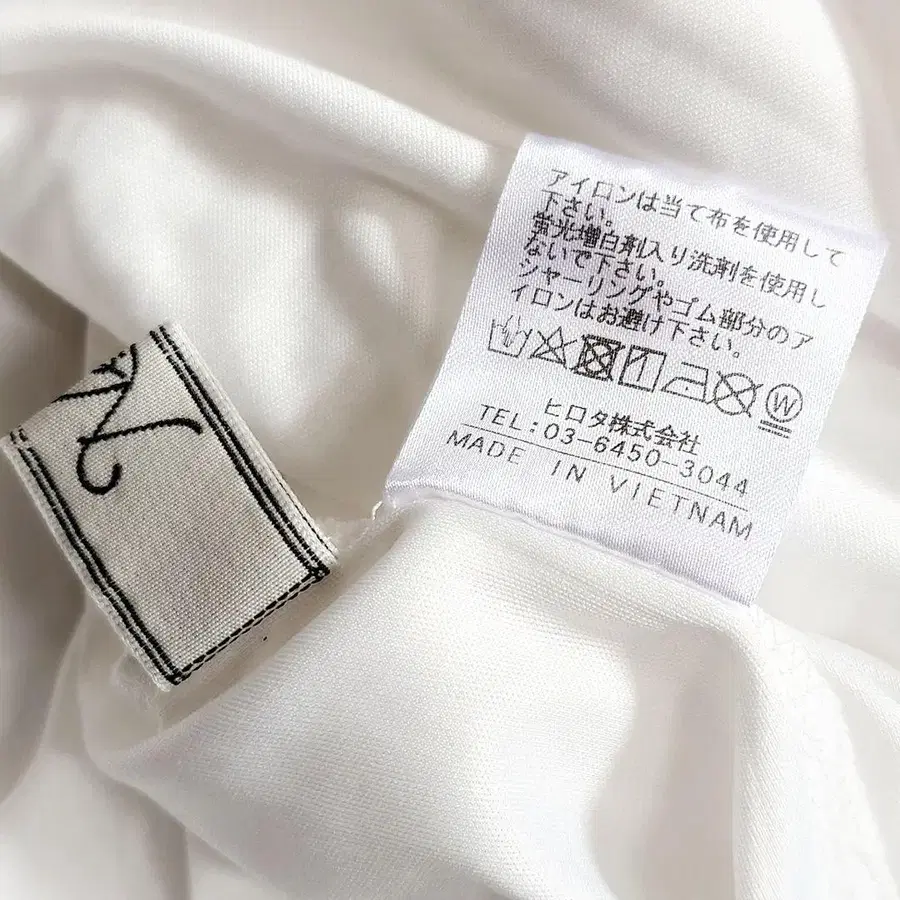 アイロンは当て布を使用して
下さい。
蛍光増白剤入り洗剤を使用し
ないで下さい。
シャーリングやゴム部分のア
イロンはお避け下さい。
W
ヒロタ株式会社
TEL:03-6450-3044
MADE IN VIETNAM